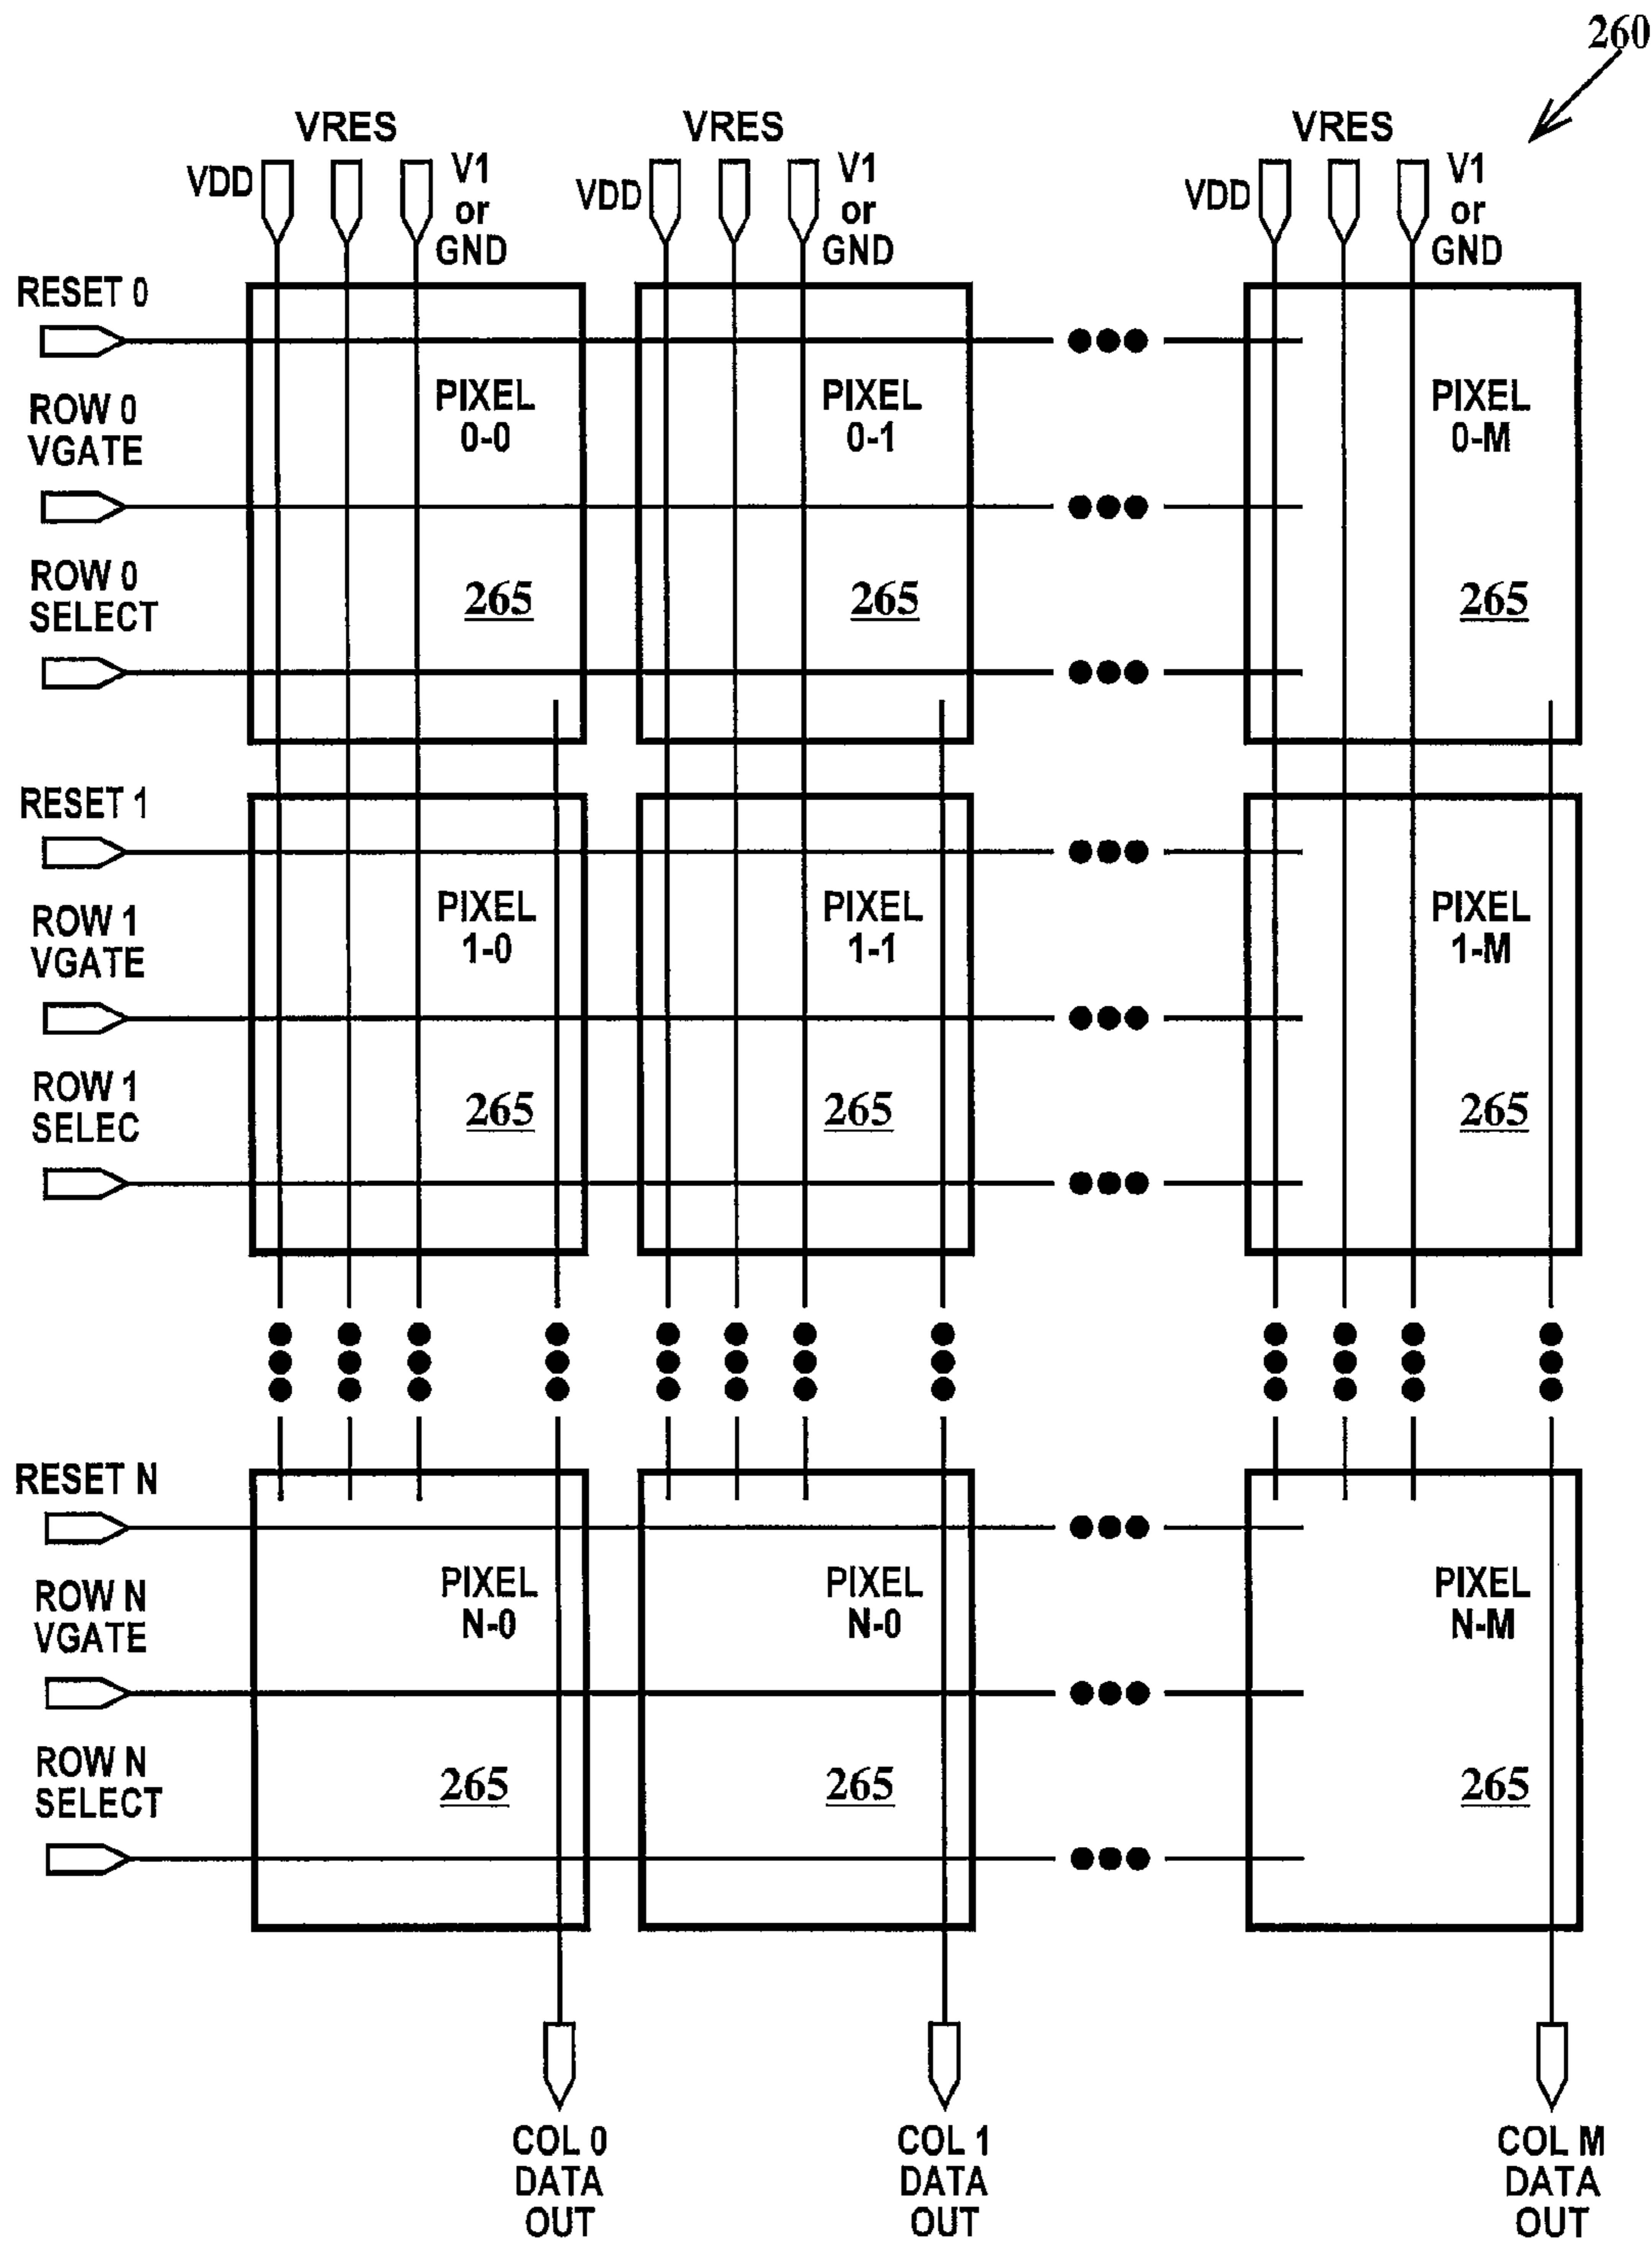 260
VRES VRES VRES
VDD V1 or GND VDD V1 or GND VDD V1 or GND
RESET 0
PIXEL 0-0 PIXEL 0-1 PIXEL 0-M
ROW 0
VGATE
ROW 0
SELECT
265 265 265
RESET 1
PIXEL 1-0 PIXEL 1-1 PIXEL 1-M
ROW 1
VGATE
ROW 1
SELEC
265 265 265
RESET N
PIXEL N-0 PIXEL N-0 PIXEL N-M
ROW N
VGATE
ROW N
SELECT
265 265 265
COL 0 COL 1 COL M
DATA DATA DATA
OUT OUT OUT